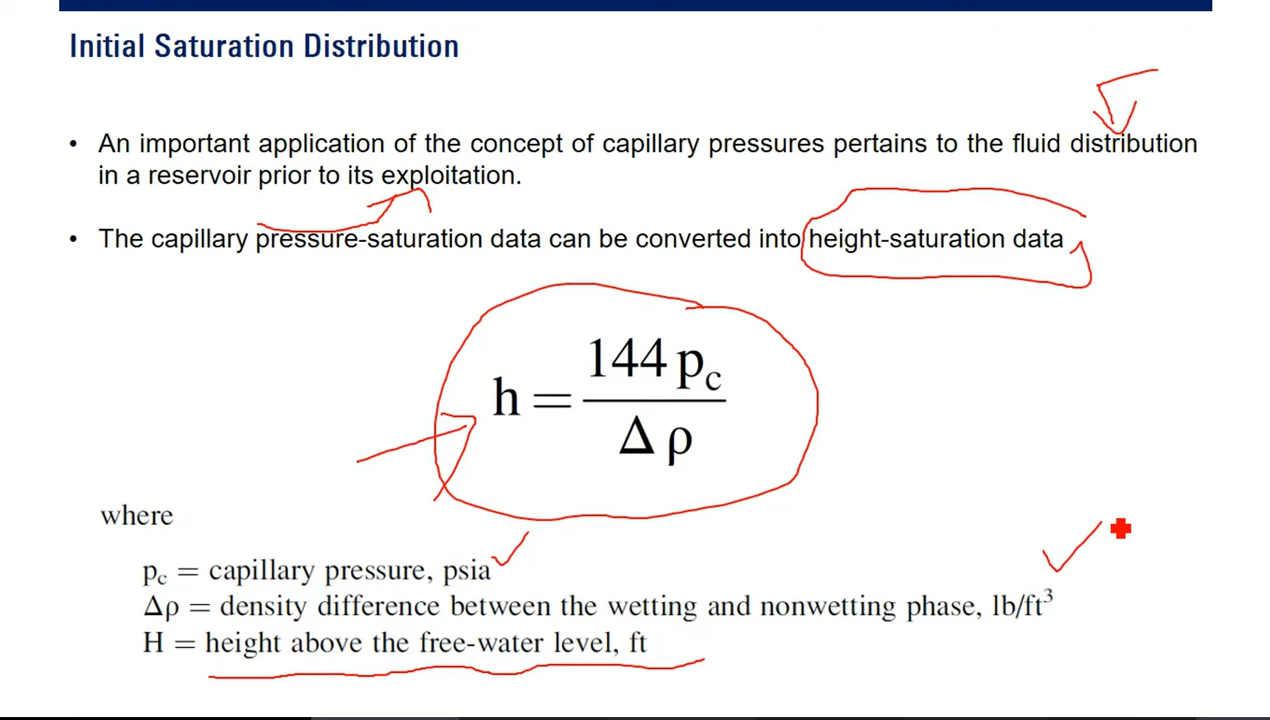 Initial Saturation Distribution
• An important application of the concept of capillary pressures pertains to the fluid distribution
in a reservoir prior to its exploitation.
• The capillary pressure-saturation data can be converted into height-saturation data
h = 144 p_c / Δ ρ
where
p_c = capillary pressure, psia
Δρ = density difference between the wetting and nonwetting phase, lb/ft³
H = height above the free-water level, ft